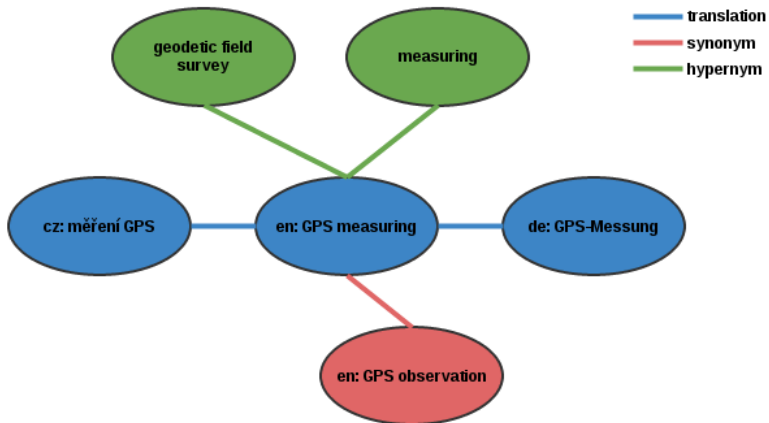 translation
synonym
hypernym
geodetic field
survey
measuring
cz: měření GPS
en: GPS measuring
de: GPS-Messung
en: GPS observation